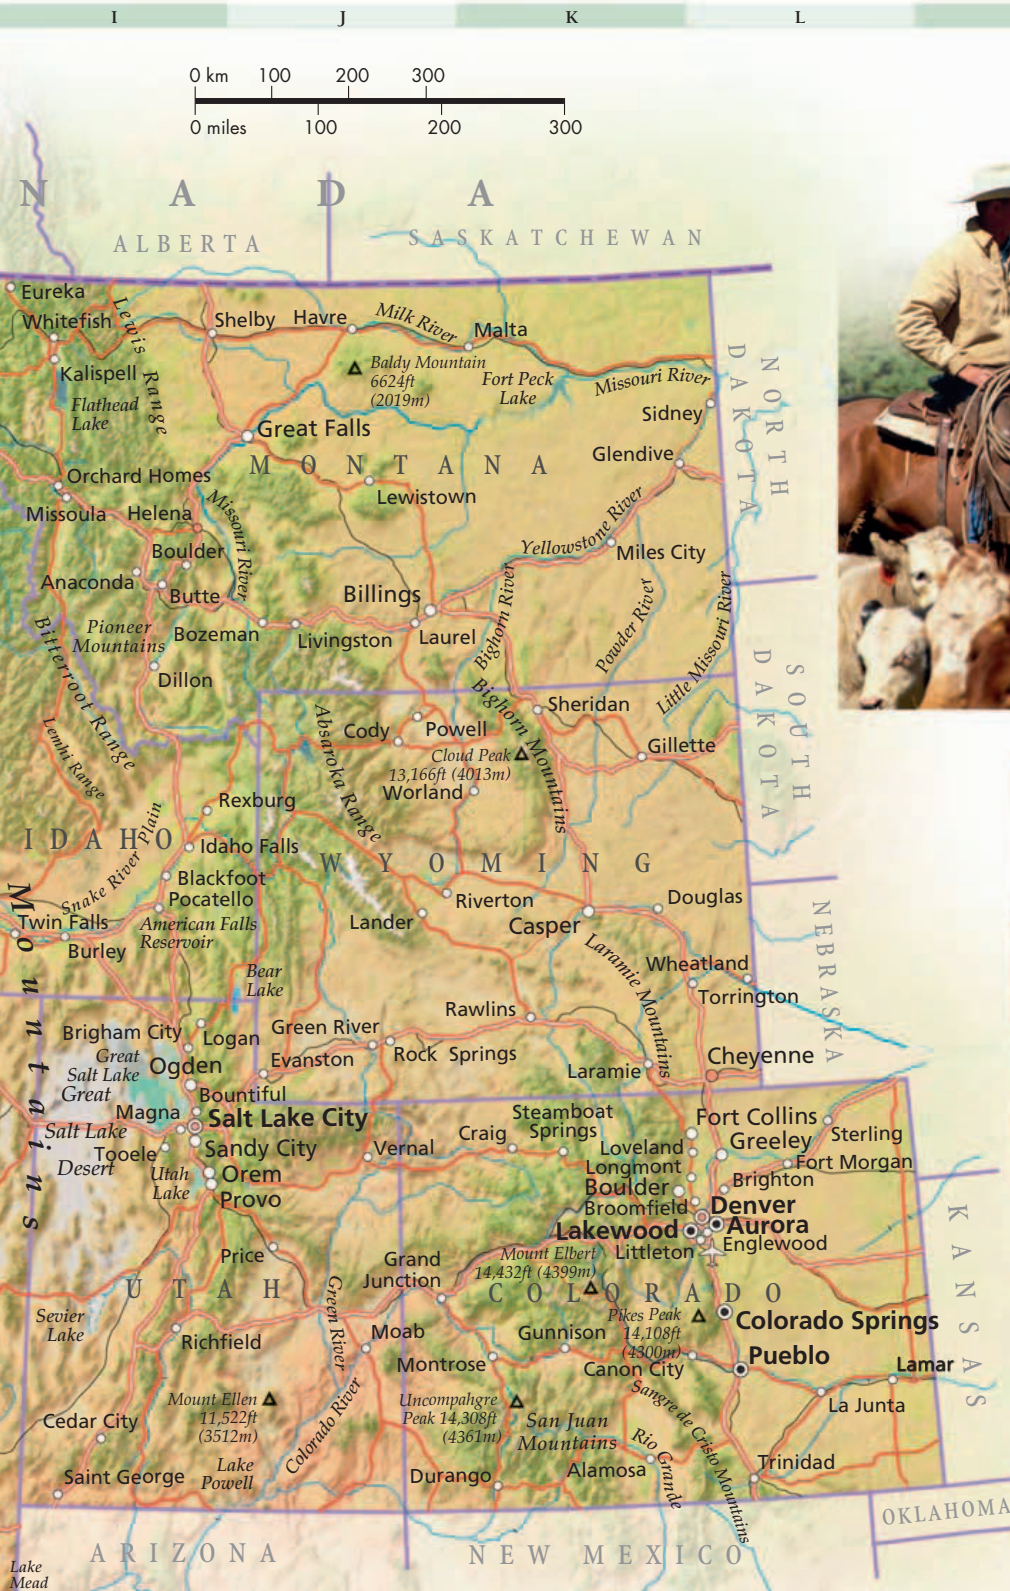 I J K L
0 km 100 200 300
0 miles 100 200 300
N A D A
ALBERTA
SASKATCHEWAN
Eureka
Whitefish
Lewis Range
Shelby
Havre
Milk River
Malta
Kalispell
Baldy Mountain
6624ft
(2019m)
Fort Peck
Lake
Missouri River
Flathead
Lake
Sidney
NORTH
DAKOTA
Great Falls
Glendive
MONTANA
Orchard Homes
Lewistown
Missoula
Helena
Missouri River
Yellowstone River
Miles City
Boulder
Anaconda
Butte
Billings
Bighorn River
Powder River
Little Missouri River
Pioneer
Mountains
Bozeman
Livingston
Laurel
Bitterroot Range
Dillon
SOUTH
DAKOTA
Lemhi Range
Absaroka Range
Cody
Powell
Bighorn Mountains
Sheridan
Cloud Peak
13,166ft (4013m)
Gillette
Worland
Rexburg
IDAHO
Snake River Plain
Idaho Falls
WYOMING
Blackfoot
Pocatello
Riverton
Douglas
Twin Falls
American Falls
Reservoir
Lander
Casper
Burley
Mountains
Laramie Mountains
NEBRASKA
Wheatland
Bear
Lake
Torrington
Rawlins
Brigham City
Logan
Green River
Great
Salt Lake
Ogden
Evanston
Rock Springs
Laramie
Cheyenne
Great
Salt Lake
Desert
Bountiful
Magna
Salt Lake City
Steamboat
Springs
Fort Collins
Tooele
Sandy City
Vernal
Craig
Loveland
Greeley
Sterling
Utah
Lake
Orem
Longmont
Fort Morgan
Provo
Boulder
Brighton
Broomfield
Denver
Lakewood
Aurora
Price
Grand
Junction
Mount Elbert
14,432ft (4399m)
Littleton
Englewood
KANSAS
UTAH
COLORADO
Green River
Sevier
Lake
Pikes Peak
14,108ft
(4300m)
Colorado Springs
Richfield
Moab
Gunnison
Montrose
Canon City
Pueblo
Lamar
Mount Ellen
11,522ft
(3512m)
Colorado River
Uncompahgre
Peak 14,308ft
(4361m)
San Juan
Mountains
Sangre de Cristo Mountains
La Junta
Cedar City
Rio Grande
Saint George
Lake
Powell
Durango
Alamosa
Trinidad
OKLAHOMA
ARIZONA
NEW MEXICO
Lake
Mead